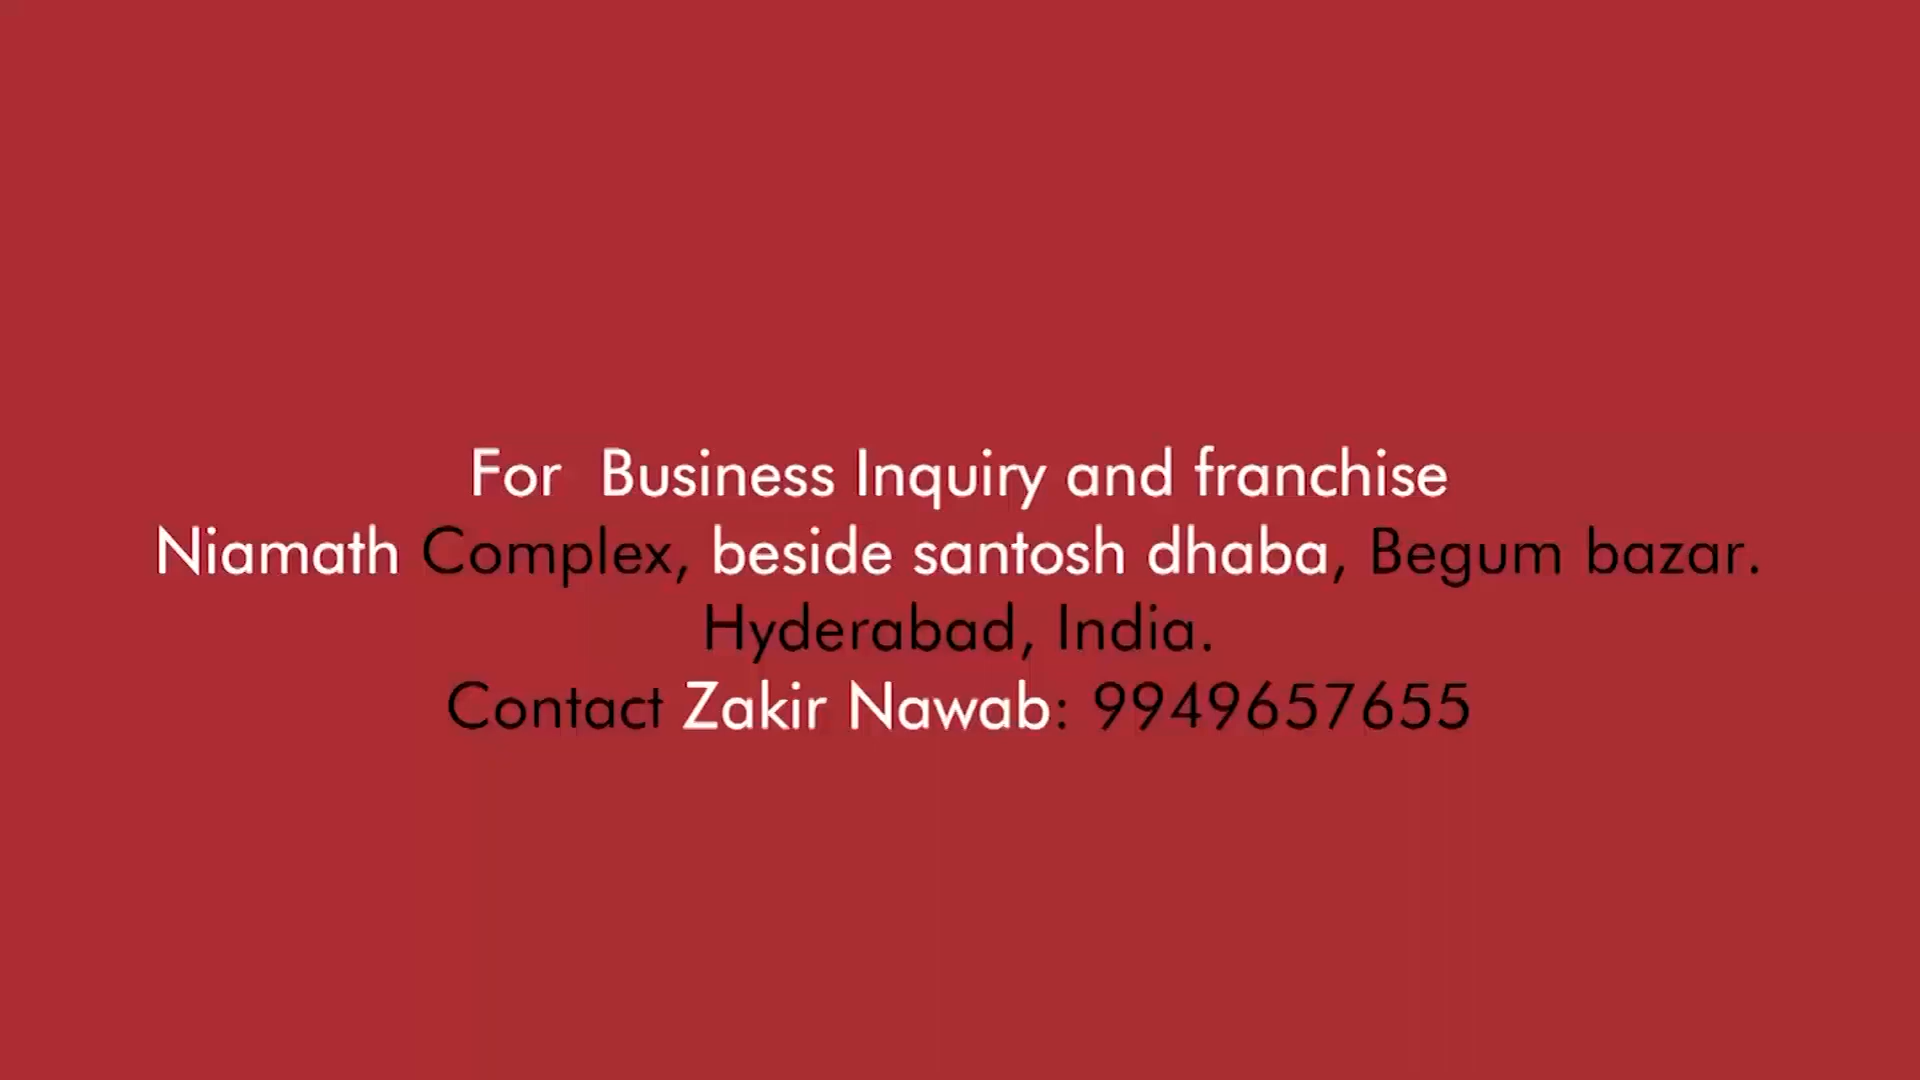 For  Business Inquiry and franchise
Niamath Complex, beside santosh dhaba, Begum bazar.
Hyderabad, India.
Contact Zakir Nawab: 9949657655